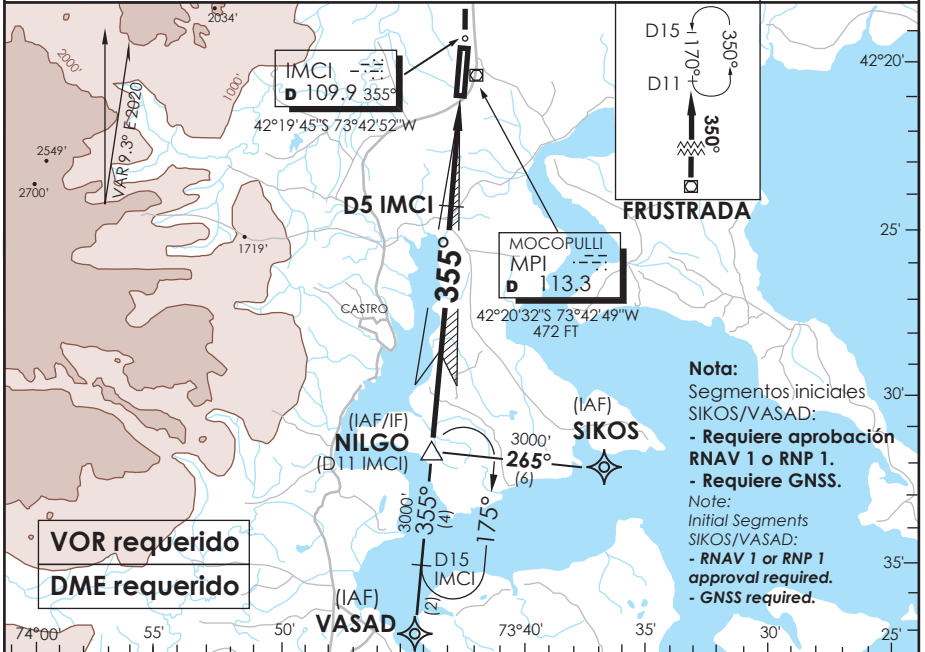 2034'
2000'
1000'
VAR 9.3° E 2020
2549'
2700'
1719'
IMCI
D 109.9 355°
42°19'45"S 73°42'52"W
D15
170°
350°
D11
350°
FRUSTRADA
42°20'
D5 IMCI
355°
MOCOPULLI
MPI
D 113.3
42°20'32"S 73°42'49"W
472 FT
25'
CASTRO
30'
(IAF/IF)
NILGO
(D11 IMCI)
(IAF)
SIKOS
3000'
265°
(6)
3000'
355°
(4)
175°
D15
IMCI
(2)
(IAF)
VASAD
Nota:
Segmentos iniciales
SIKOS/VASAD:
- Requiere aprobación
RNAV 1 o RNP 1.
- Requiere GNSS.
Note:
Initial Segments
SIKOS/VASAD:
- RNAV 1 or RNP 1
approval required.
- GNSS required.
35'
VOR requerido
DME requerido
74°00'
55'
50'
73°40'
35'
30'
25'